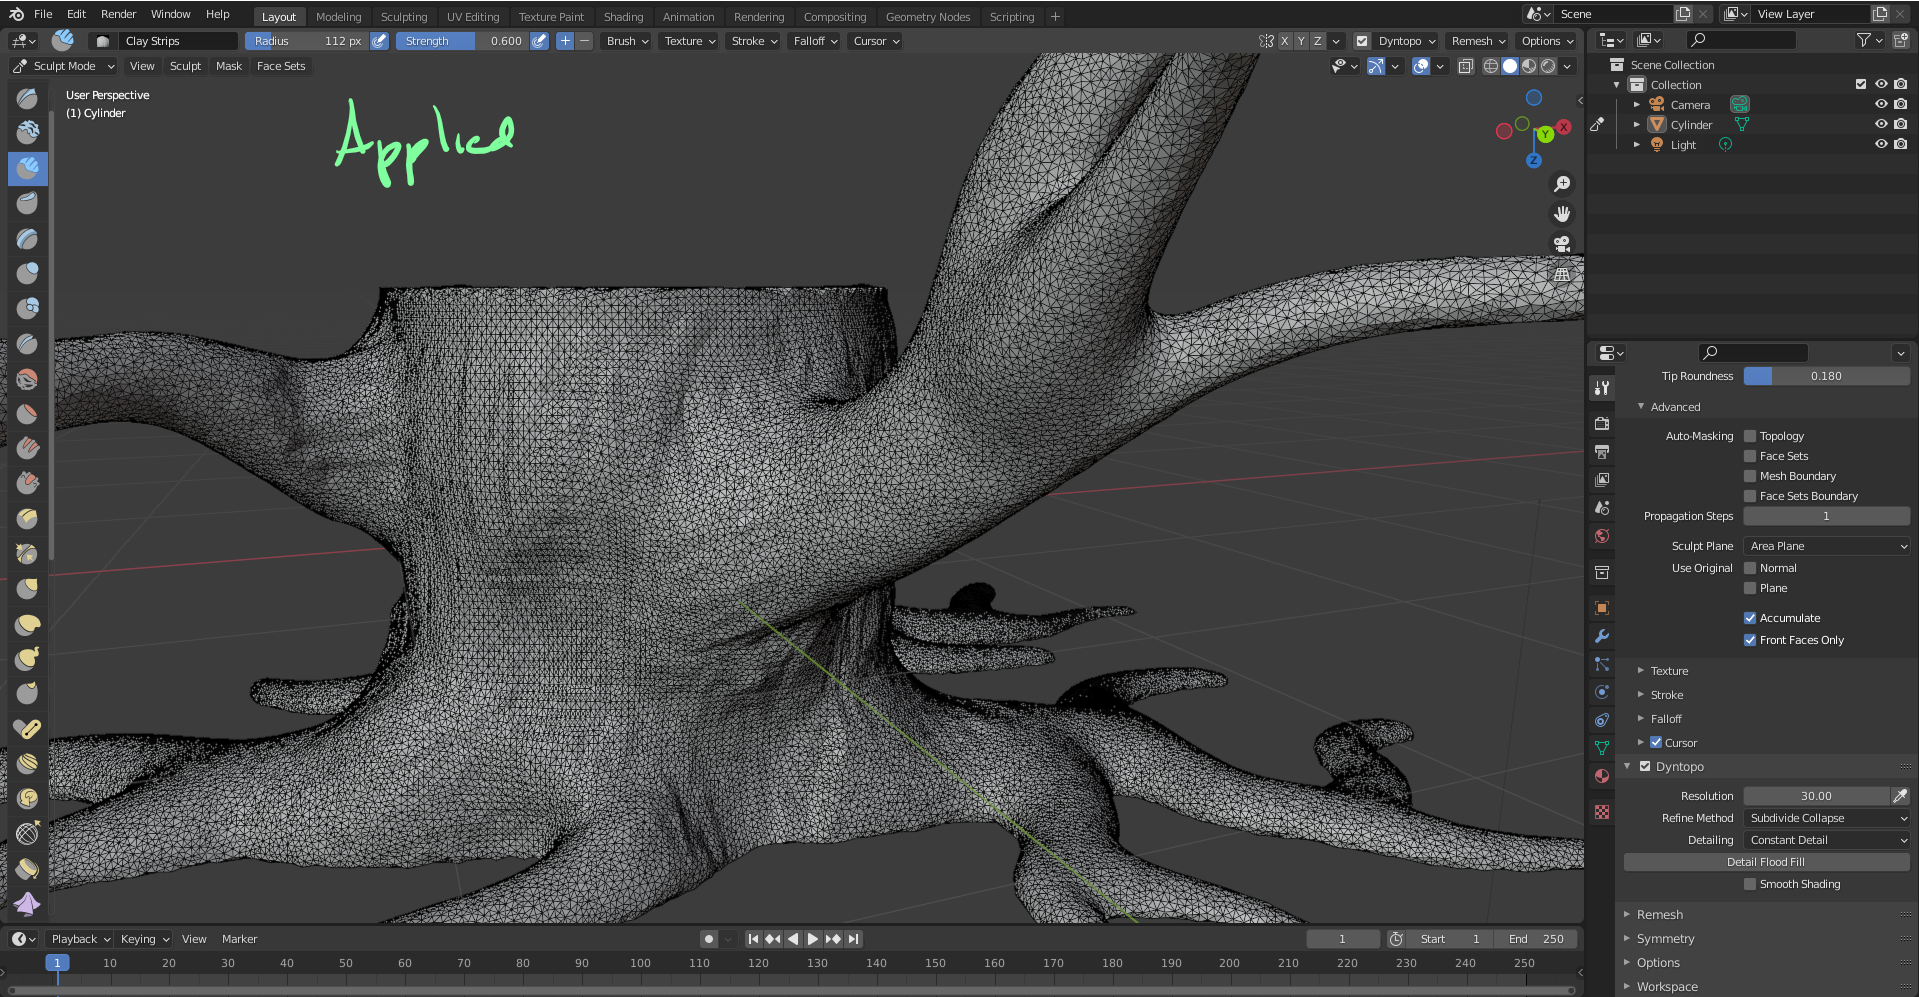 File Edit Render Window Help Layout Modeling Sculpting UV Editing Texture Paint Shading Animation Rendering Compositing Geometry Nodes Scripting + Scene View Layer
Clay Strips Radius 112 px Strength 0.600 + − Brush Texture Stroke Falloff Cursor X Y Z Dyntopo Remesh Options
Sculpt Mode View Sculpt Mask Face Sets
User Perspective
(1) Cylinder
Applied
X
Y
Z
Scene Collection
Collection
Camera
Cylinder
Light
Tip Roundness 0.180
Advanced
Auto-Masking Topology
Face Sets
Mesh Boundary
Face Sets Boundary
Propagation Steps 1
Sculpt Plane Area Plane
Use Original Normal
Plane
Accumulate
Front Faces Only
Texture
Stroke
Falloff
Cursor
Dyntopo
Resolution 30.00
Refine Method Subdivide Collapse
Detailing Constant Detail
Detail Flood Fill
Smooth Shading
Remesh
Symmetry
Options
Workspace
Playback Keying View Marker 1 Start 1 End 250
1 10 20 30 40 50 60 70 80 90 100 110 120 130 140 150 160 170 180 190 200 210 220 230 240 250